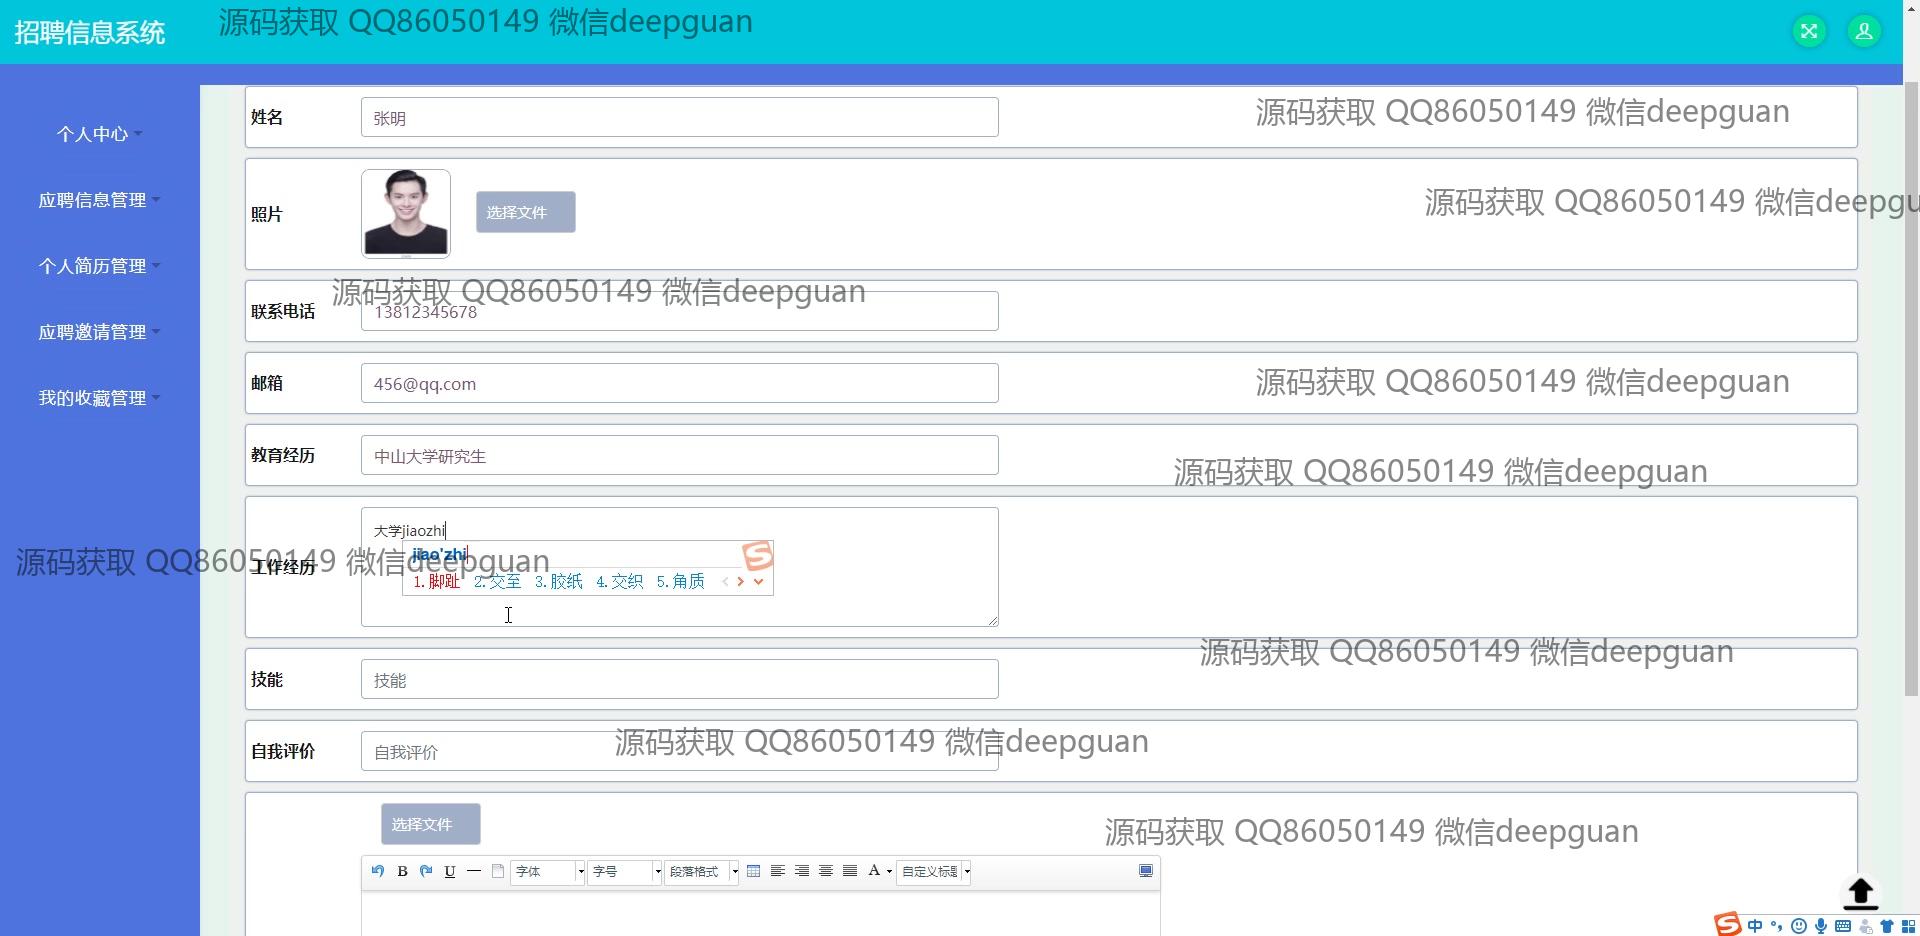 招聘信息系统
源码获取 QQ86050149 微信deepguan
个人中心
应聘信息管理
个人简历管理
应聘邀请管理
我的收藏管理
姓名
张明
源码获取 QQ86050149 微信deepguan
照片
选择文件
源码获取 QQ86050149 微信deepgu
源码获取 QQ86050149 微信deepguan
联系电话
13812345678
邮箱
456@qq.com
源码获取 QQ86050149 微信deepguan
教育经历
中山大学研究生
源码获取 QQ86050149 微信deepguan
工作经历
大学jiaozhi
jiao'zhi
1.脚趾 2.交至 3.胶纸 4.交织 5.角质
源码获取 QQ86050149 微信deepguan
源码获取 QQ86050149 微信deepguan
技能
技能
自我评价
自我评价
源码获取 QQ86050149 微信deepguan
选择文件
源码获取 QQ86050149 微信deepguan
B U 字体 字号 段落格式 A 自定义标题
中